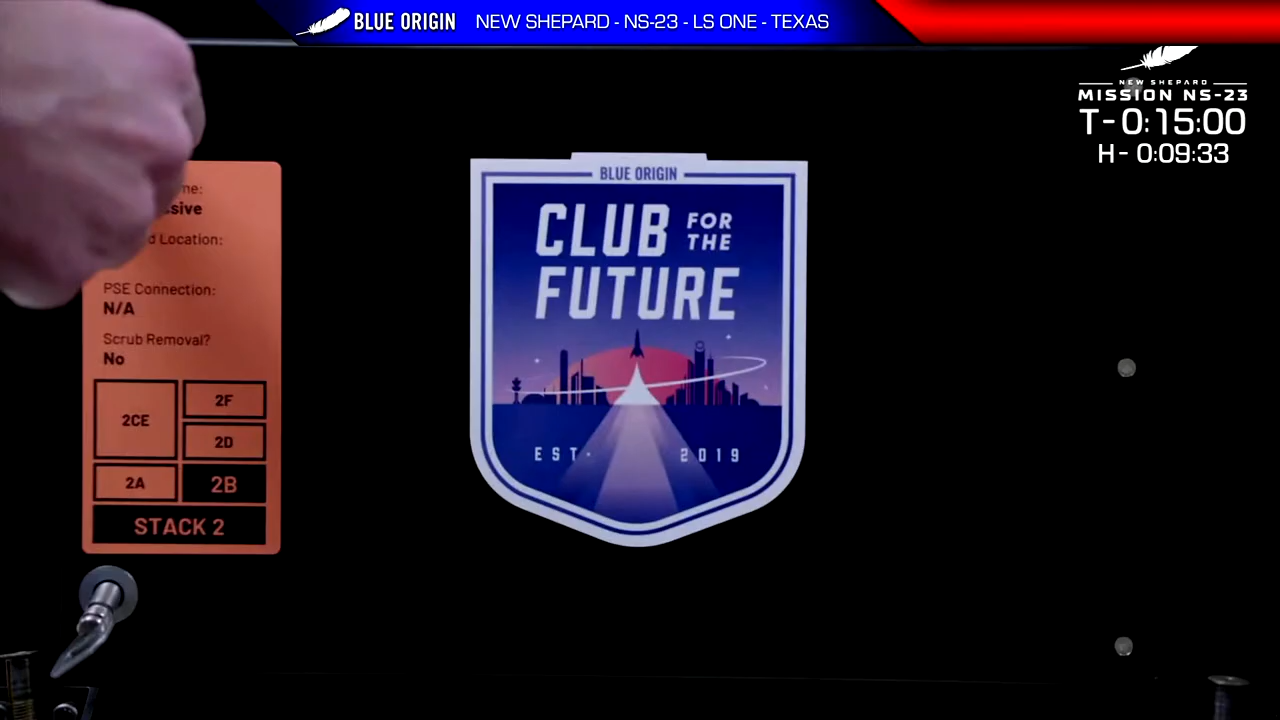 BLUE ORIGIN NEW SHEPARD - NS-23 - LS ONE - TEXAS
NEW SHEPARD
MISSION NS-23
T- 0:15:00
H- 0:09:33
Location:
PSE Connection:
N/A
Scrub Removal?
No
2CE
2F
2D
2A
2B
STACK 2
BLUE ORIGIN
CLUB FOR THE
FUTURE
EST· 2019